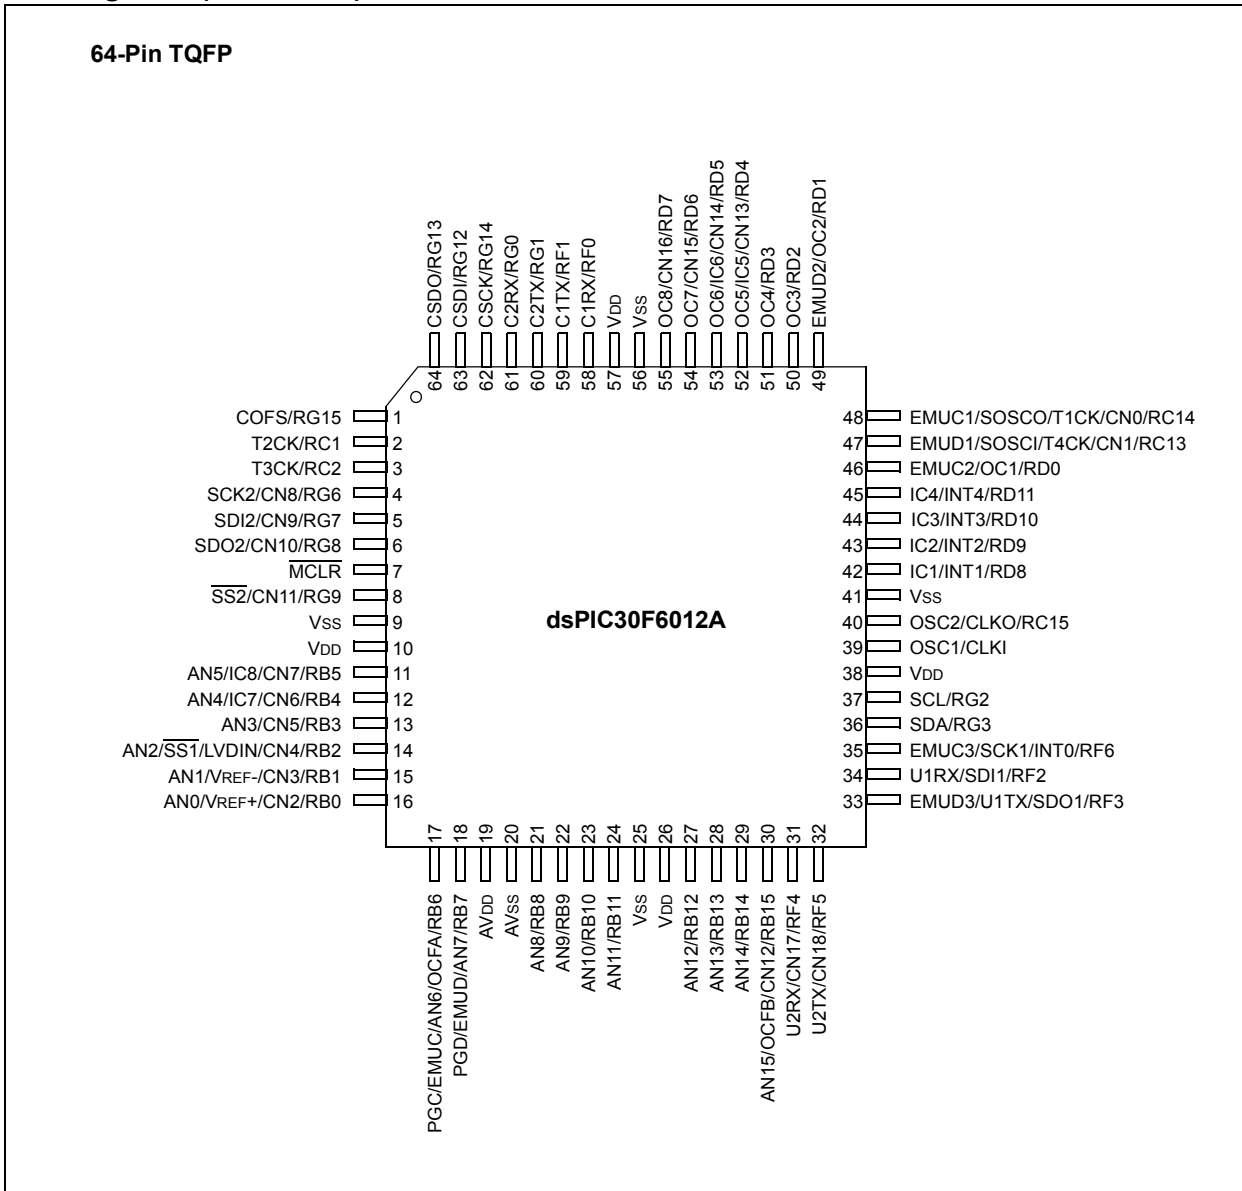 64-Pin TQFP
CSDO/RG13
CSDI/RG12
CSCK/RG14
C2RX/RG0
C2TX/RG1
C1TX/RF1
C1RX/RF0
VDD
VSS
OC8/CN16/RD7
OC7/CN15/RD6
OC6/IC6/CN14/RD5
OC5/IC5/CN13/RD4
OC4/RD3
OC3/RD2
EMUD2/OC2/RD1
64 63 62 61 60 59 58 57 56 55 54 53 52 51 50 49
COFS/RG15 1
T2CK/RC1 2
T3CK/RC2 3
SCK2/CN8/RG6 4
SDI2/CN9/RG7 5
SDO2/CN10/RG8 6
MCLR 7
SS2/CN11/RG9 8
VSS 9
VDD 10
AN5/IC8/CN7/RB5 11
AN4/IC7/CN6/RB4 12
AN3/CN5/RB3 13
AN2/SS1/LVDIN/CN4/RB2 14
AN1/VREF-/CN3/RB1 15
AN0/VREF+/CN2/RB0 16
dsPIC30F6012A
48 EMUC1/SOSCO/T1CK/CN0/RC14
47 EMUD1/SOSCI/T4CK/CN1/RC13
46 EMUC2/OC1/RD0
45 IC4/INT4/RD11
44 IC3/INT3/RD10
43 IC2/INT2/RD9
42 IC1/INT1/RD8
41 VSS
40 OSC2/CLKO/RC15
39 OSC1/CLKI
38 VDD
37 SCL/RG2
36 SDA/RG3
35 EMUC3/SCK1/INT0/RF6
34 U1RX/SDI1/RF2
33 EMUD3/U1TX/SDO1/RF3
17 18 19 20 21 22 23 24 25 26 27 28 29 30 31 32
PGC/EMUC/AN6/OCFA/RB6
PGD/EMUD/AN7/RB7
AVDD
AVSS
AN8/RB8
AN9/RB9
AN10/RB10
AN11/RB11
VSS
VDD
AN12/RB12
AN13/RB13
AN14/RB14
AN15/OCFB/CN12/RB15
U2RX/CN17/RF4
U2TX/CN18/RF5